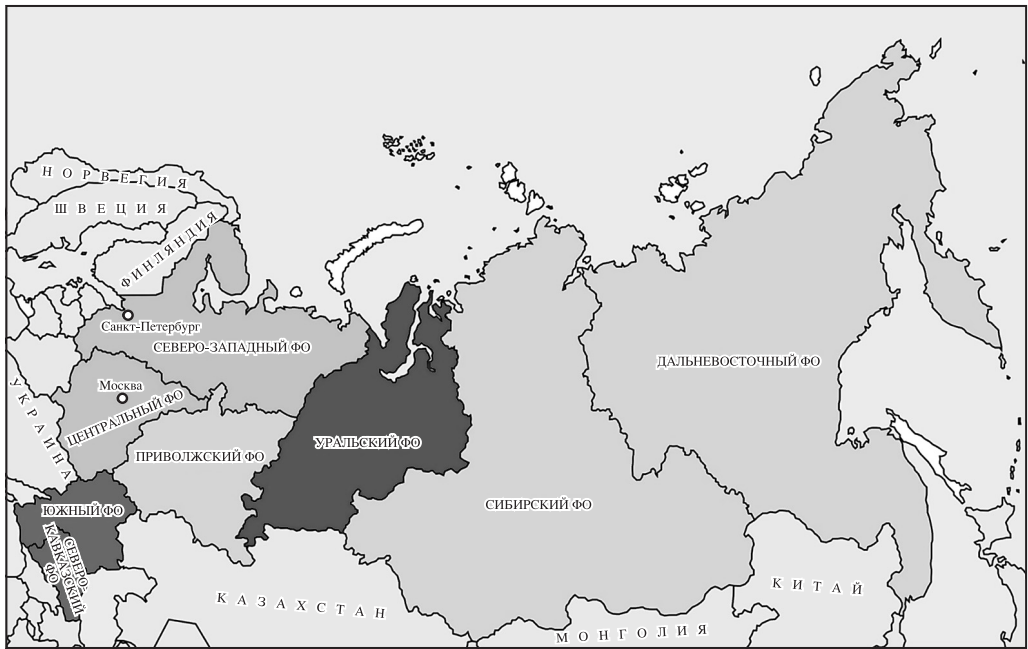 НОРВЕГИЯ
ШВЕЦИЯ
ФИНЛЯНДИЯ
Санкт-Петербург
СЕВЕРО-ЗАПАДНЫЙ ФО
ДАЛЬНЕВОСТОЧНЫЙ ФО
Москва
УКРАИНА
ЦЕНТРАЛЬНЫЙ ФО
УРАЛЬСКИЙ ФО
ПРИВОЛЖСКИЙ ФО
СИБИРСКИЙ ФО
ЮЖНЫЙ ФО
СЕВЕРО-
КАВКАЗСКИЙ
ФО
КАЗАХСТАН
КИТАЙ
МОНГОЛИЯ